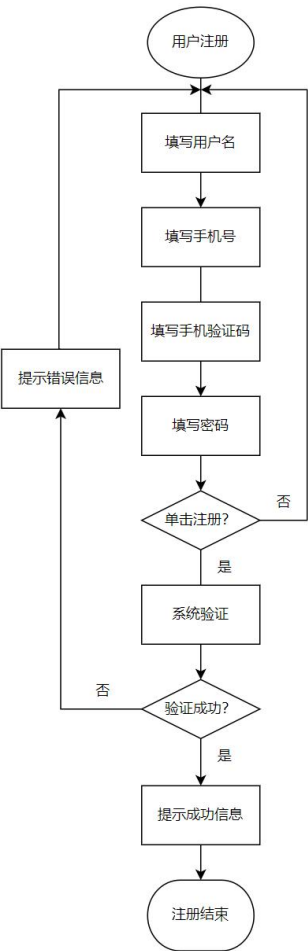 用户注册
填写用户名
填写手机号
填写手机验证码
提示错误信息
填写密码
否
单击注册?
是
系统验证
否
验证成功?
是
提示成功信息
注册结束